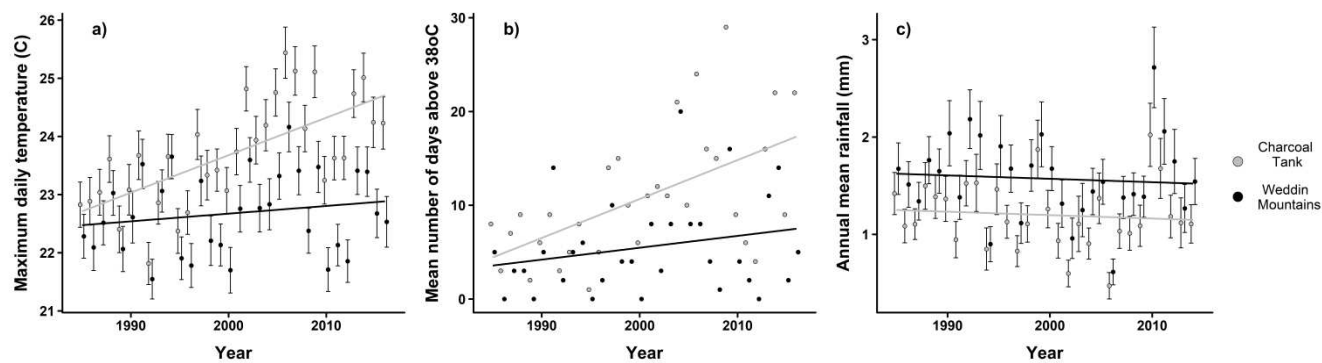 a)
Maximum daily temperature (C)
26
25
24
23
22
21
1990
2000
2010
Year
b)
Mean number of days above 38oC
30
20
10
0
1990
2000
2010
Year
c)
Annual mean rainfall (mm)
3
2
1
1990
2000
2010
Year
Charcoal
Tank
Weddin
Mountains